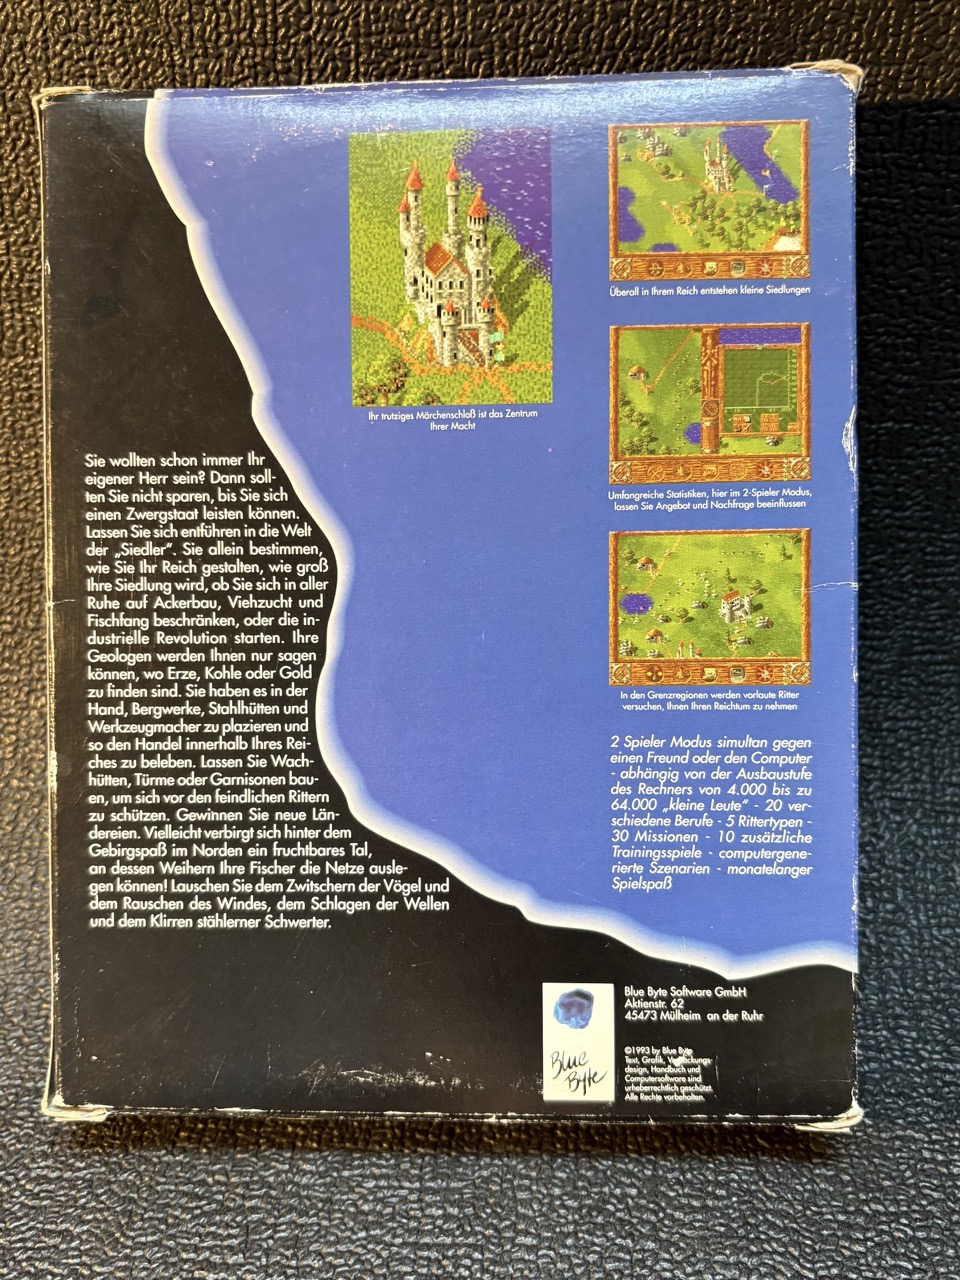 Ihr trutziges Märchenschloß ist das Zentrum
Ihrer Macht
Überall in Ihrem Reich entstehen kleine Siedlungen
Umfangreiche Statistiken, hier im 2-Spieler Modus,
lassen Sie Angebot und Nachfrage beeinflussen
In den Grenzregionen werden vorlaute Ritter
versuchen, Ihnen Ihren Reichtum zu nehmen
Sie wollten schon immer Ihr
eigener Herr sein? Dann soll-
ten Sie nicht sparen, bis Sie sich
einen Zwergstaat leisten können.
Lassen Sie sich entführen in die Welt
der „Siedler“. Sie allein bestimmen,
wie Sie Ihr Reich gestalten, wie groß
Ihre Siedlung wird, ob Sie sich in aller
Ruhe auf Ackerbau, Viehzucht und
Fischfang beschränken, oder die in-
dustrielle Revolution starten. Ihre
Geologen werden Ihnen nur sagen
können, wo Erze, Kohle oder Gold
zu finden sind. Sie haben es in der
Hand, Bergwerke, Stahlhütten und
Werkzeugmacher zu plazieren und
so den Handel innerhalb Ihres Rei-
ches zu beleben. Lassen Sie Wach-
hütten, Türme oder Garnisonen bau-
en, um sich vor den feindlichen Rittern
zu schützen. Gewinnen Sie neue Län-
dereien. Vielleicht verbirgt sich hinter dem
Gebirgspaß im Norden ein fruchtbares Tal,
an dessen Weihern Ihre Fischer die Netze ausle-
gen können! Lauschen Sie dem Zwitschern der Vögel und
dem Rauschen des Windes, dem Schlagen der Wellen
und dem Klirren stählerner Schwerter.
2 Spieler Modus simultan gegen
einen Freund oder den Computer
- abhängig von der Ausbaustufe
des Rechners von 4.000 bis zu
64.000 „kleine Leute“ - 20 ver-
schiedene Berufe - 5 Rittertypen -
30 Missionen - 10 zusätzliche
Trainingsspiele - computergene-
rierte Szenarien - monatelanger
Spielspaß
Blue
Byte
Blue Byte Software GmbH
Aktienstr. 62
45473 Mülheim an der Ruhr
©1993 by Blue Byte
Text, Grafik, Verpackungs-
design, Handbuch und
Computersoftware sind
urheberrechtlich geschützt.
Alle Rechte vorbehalten.